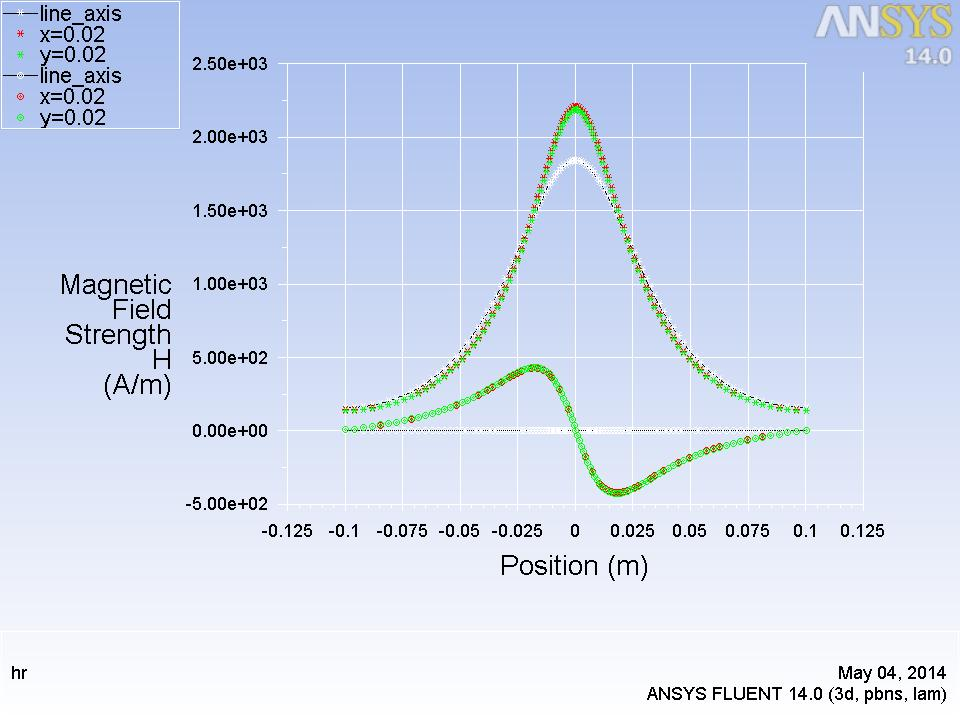 line_axis
x=0.02
y=0.02
line_axis
x=0.02
y=0.02
ANSYS
14.0
2.50e+03
2.00e+03
1.50e+03
1.00e+03
5.00e+02
0.00e+00
-5.00e+02
Magnetic
Field
Strength
H
(A/m)
-0.125 -0.1 -0.075 -0.05 -0.025 0 0.025 0.05 0.075 0.1 0.125
Position (m)
hr
May 04, 2014
ANSYS FLUENT 14.0 (3d, pbns, lam)